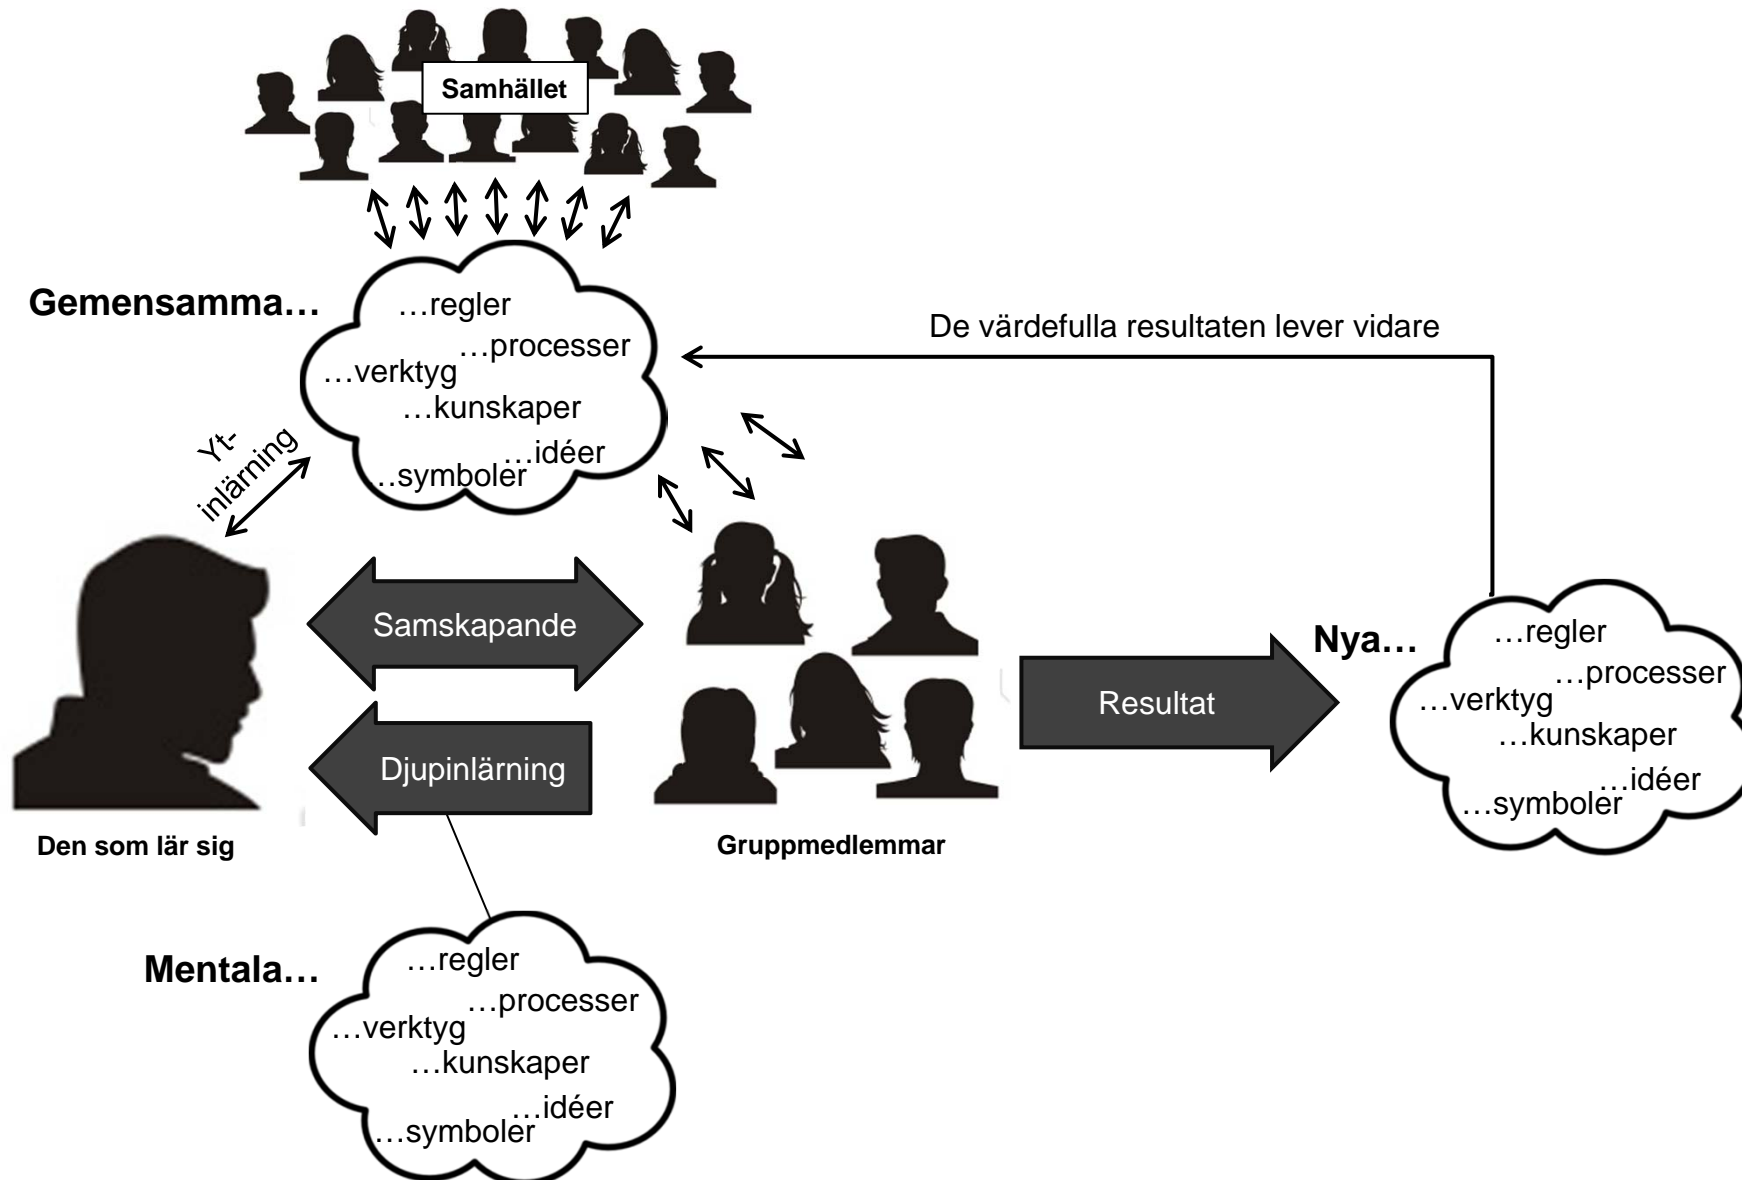 Samhället
Gemensamma…
…regler
…processer
…verktyg
…kunskaper
…idéer
…symboler
De värdefulla resultaten lever vidare
Yt-
inlärning
Samskapande
Djupinlärning
Den som lär sig
Gruppmedlemmar
Resultat
Nya…
…regler
…processer
…verktyg
…kunskaper
…idéer
…symboler
Mentala…
…regler
…processer
…verktyg
…kunskaper
…idéer
…symboler